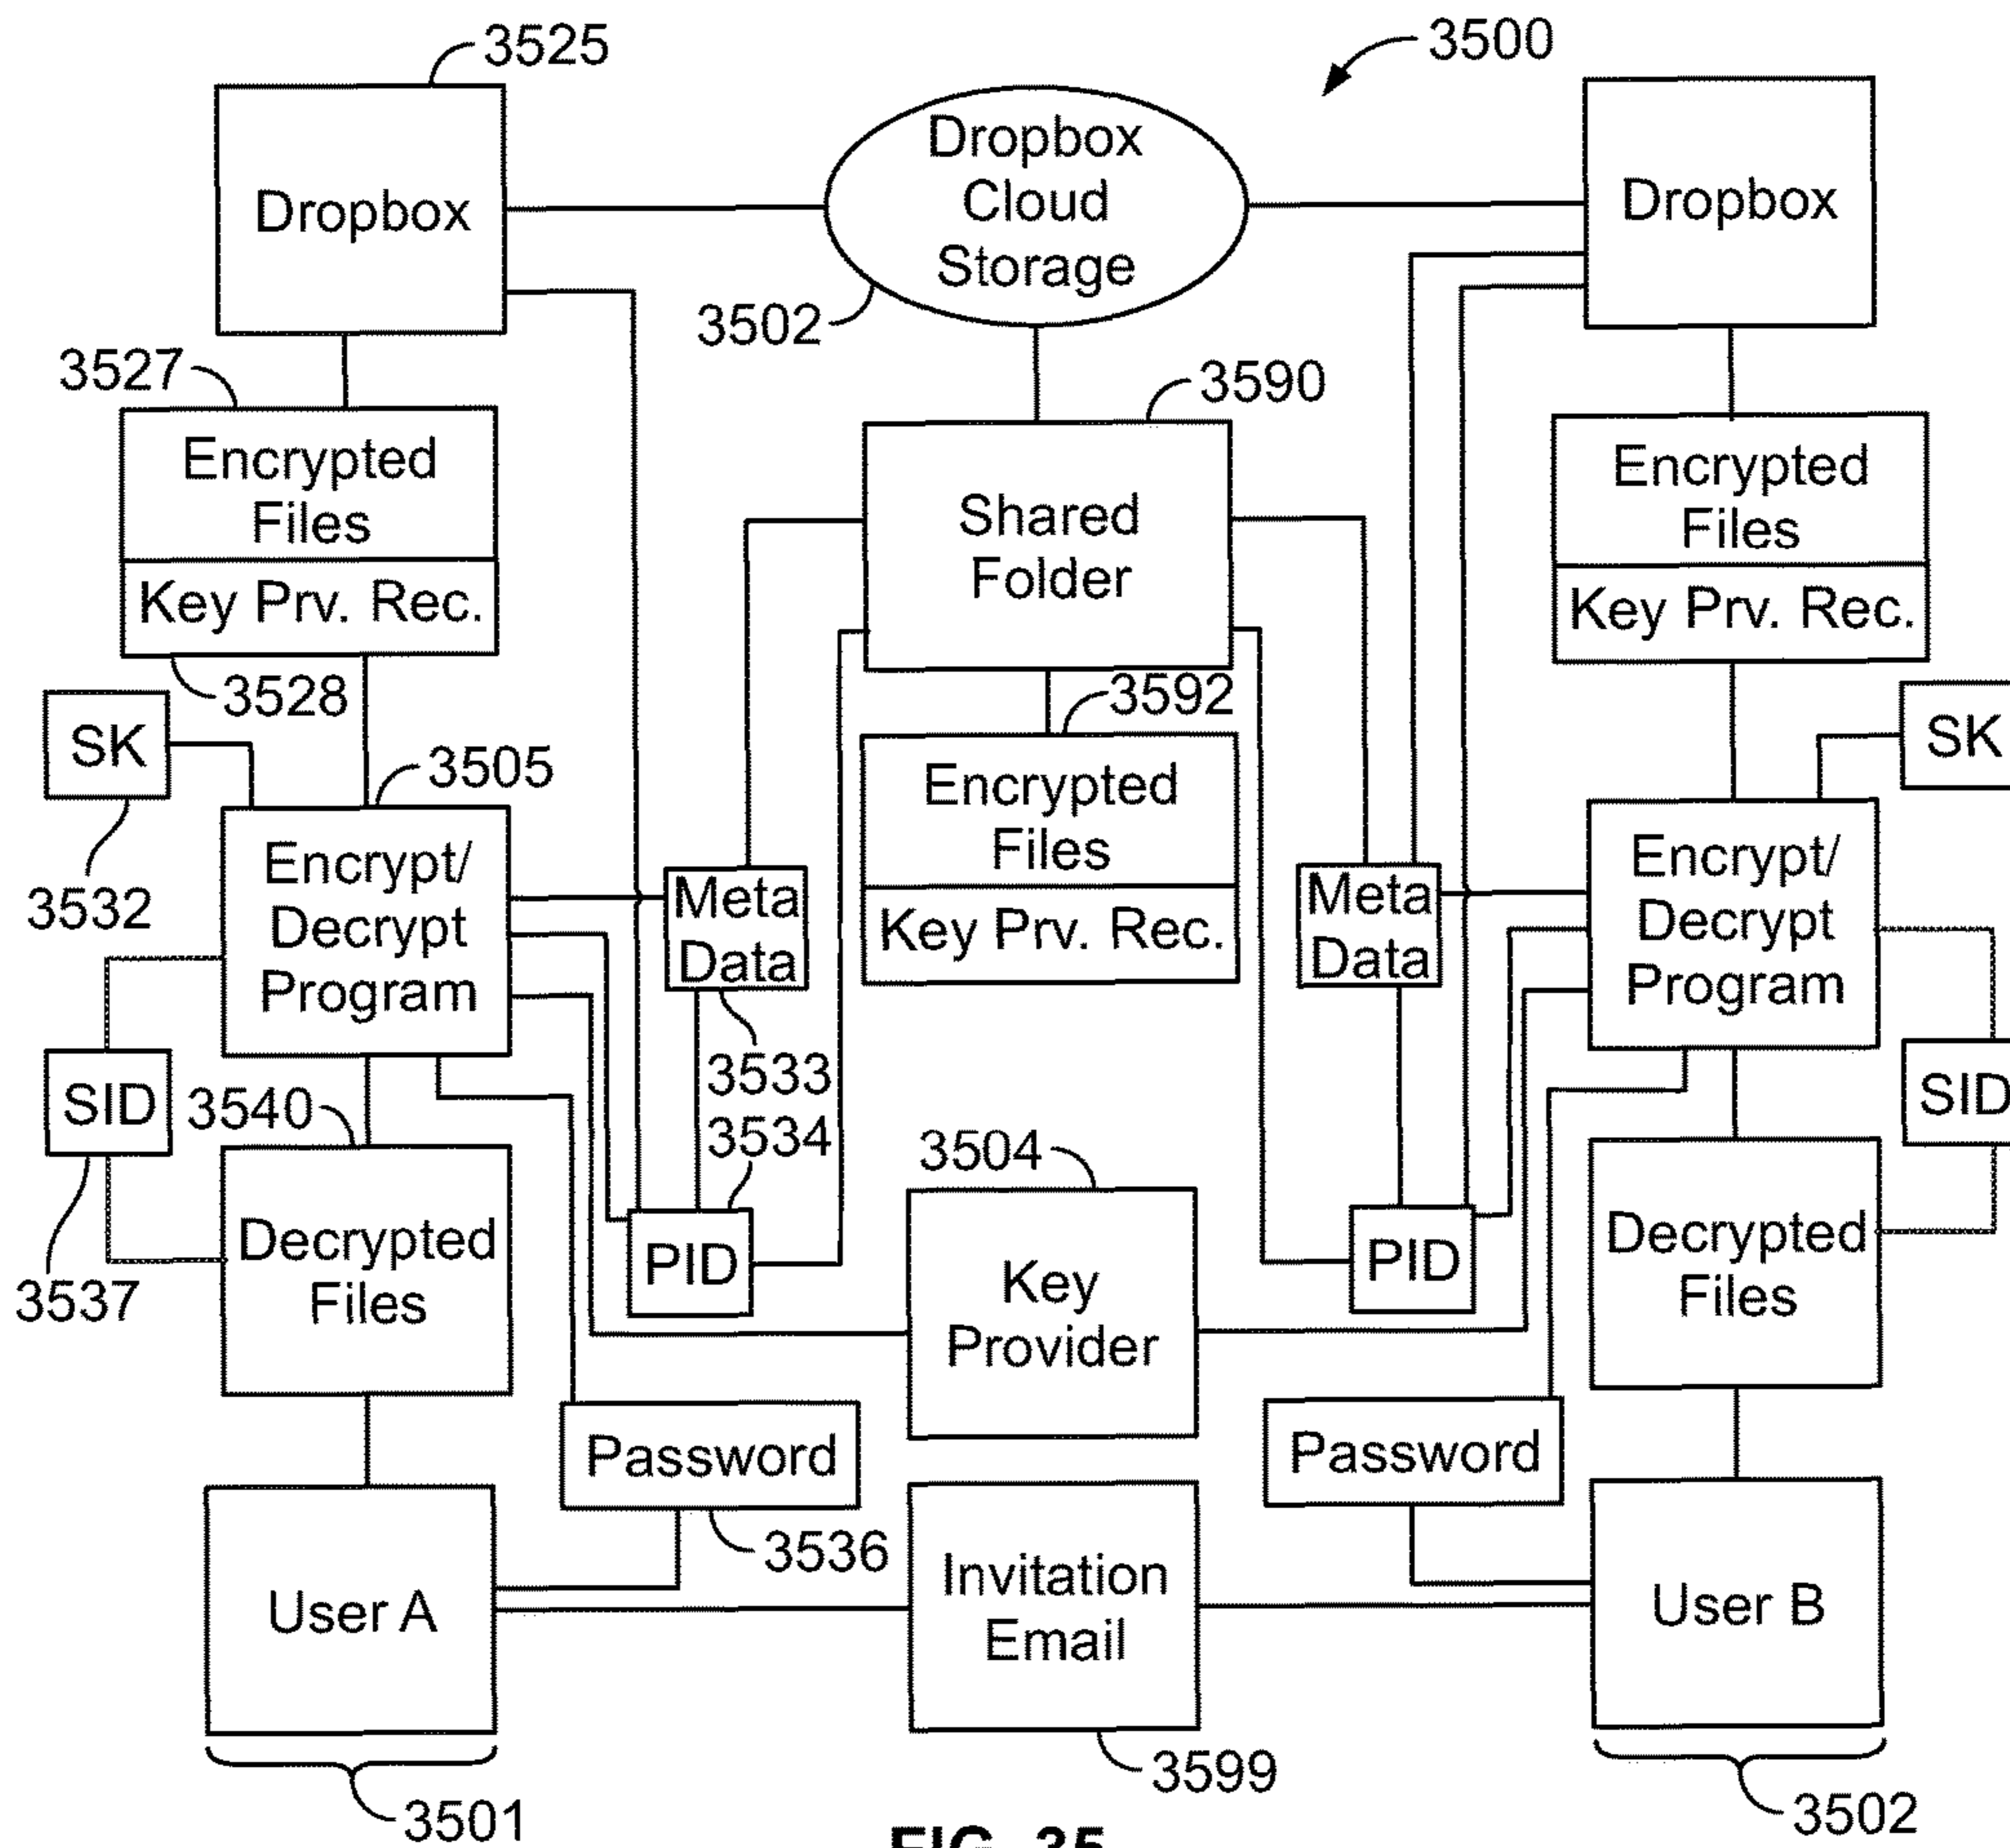 3525
3500
Dropbox
Dropbox
Cloud
Storage
Dropbox
3502
3527
3590
Encrypted
Files
Key Prv. Rec.
Shared
Folder
Encrypted
Files
Key Prv. Rec.
3528
3592
SK
SK
3505
3532
Encrypt/
Decrypt
Program
Meta
Data
Encrypted
Files
Key Prv. Rec.
Meta
Data
Encrypt/
Decrypt
Program
3533
SID
3540
SID
3534
3504
3537
Decrypted
Files
PID
Key
Provider
PID
Decrypted
Files
Password
Password
3536
User A
Invitation
Email
User B
3599
3501
3502
FIG. 35